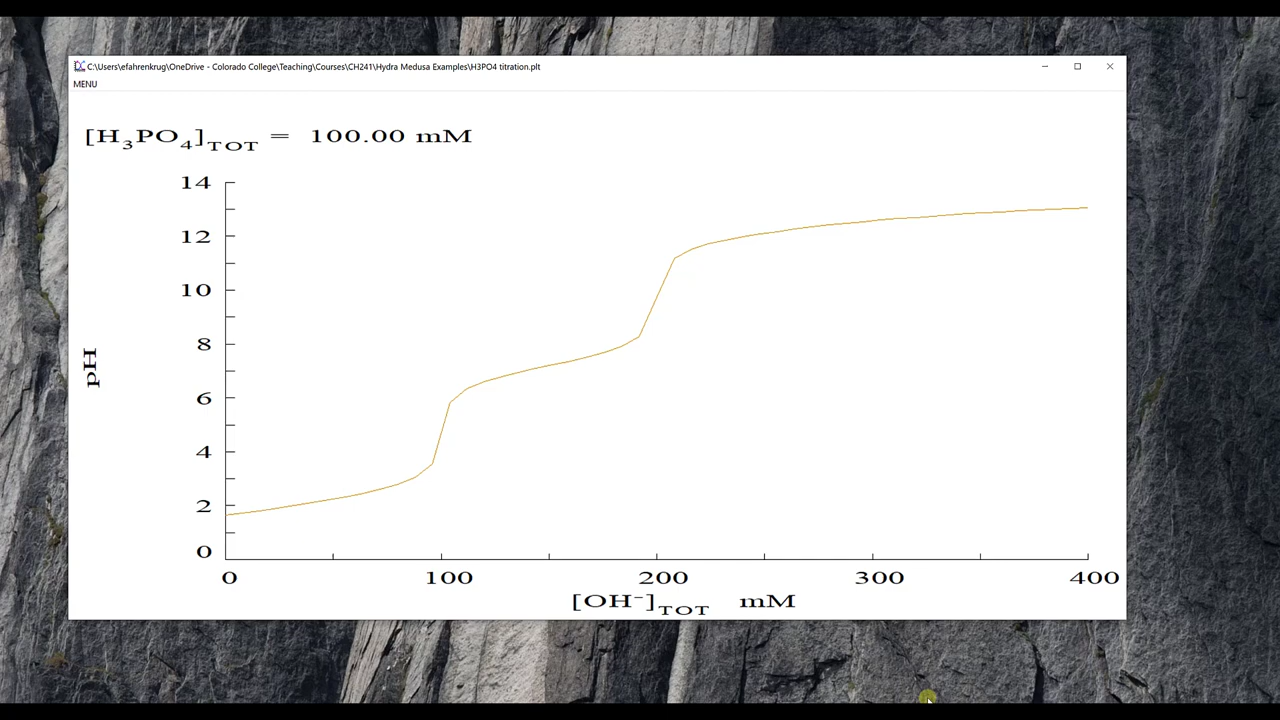 C:\Users\efahrenkrug\OneDrive - Colorado College\Teaching\Courses\CH241\Hydra Medusa Examples\H3PO4 titration.plt
MENU
[H₃PO₄]TOT = 100.00 mM
14
12
10
8
6
4
2
0
pH
0 100 200 300 400
[OH⁻]TOT mM